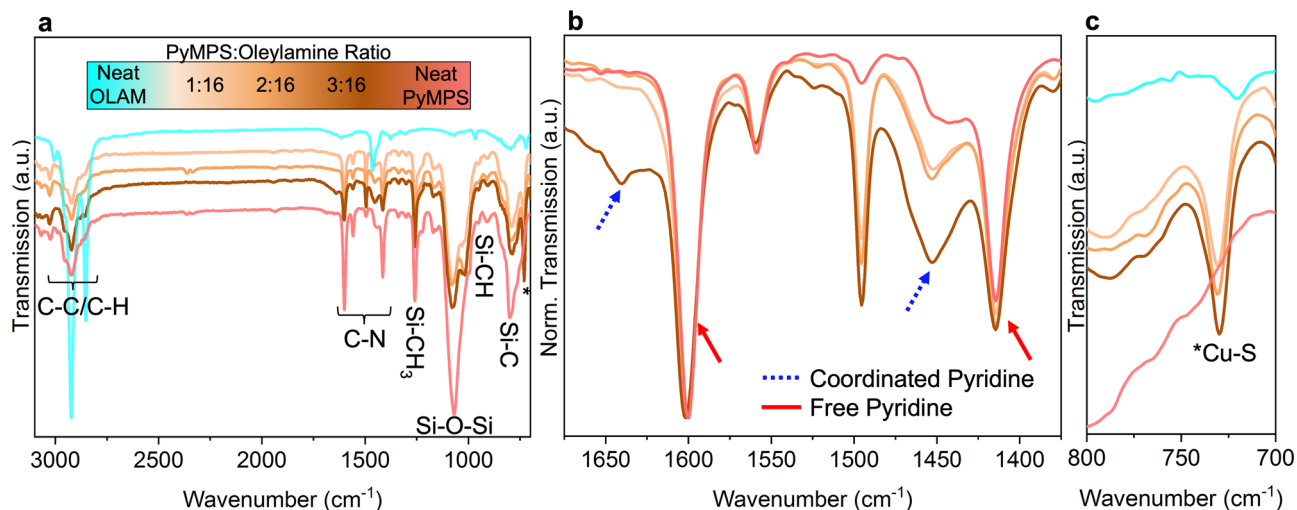 a
PyMPS:Oleylamine Ratio
Neat OLAM
1:16
2:16
3:16
Neat PyMPS
Transmission (a.u.)
C-C/C-H
C-N
Si-CH3
Si-O-Si
Si-CH
Si-C
*
3000 2500 2000 1500 1000
Wavenumber (cm-1)
b
Norm. Transmission (a.u.)
Coordinated Pyridine
Free Pyridine
1650 1600 1550 1500 1450 1400
Wavenumber (cm-1)
c
Transmission (a.u.)
*Cu-S
800 750 700
Wavenumber (cm-1)